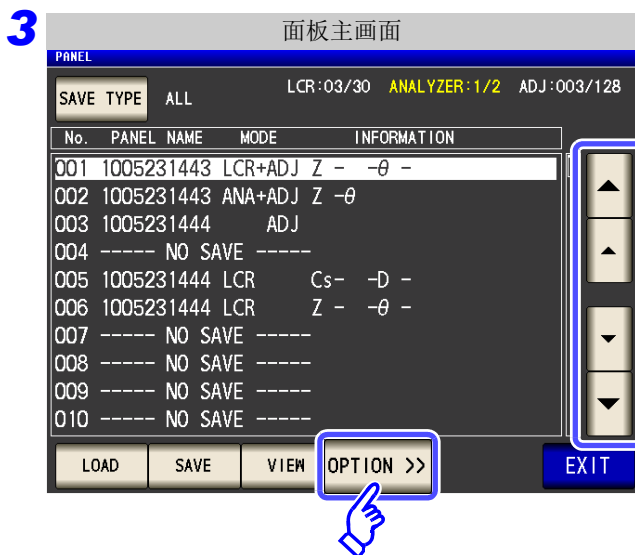 3
面板主画面
PANEL
SAVE TYPE ALL LCR:03/30 ANALYZER:1/2 ADJ:003/128
No. PANEL NAME MODE INFORMATION
001 1005231443 LCR+ADJ Z - -θ -
002 1005231443 ANA+ADJ Z -θ
003 1005231444 ADJ
004 ----- NO SAVE -----
005 1005231444 LCR Cs- -D -
006 1005231444 LCR Z - -θ -
007 ----- NO SAVE -----
008 ----- NO SAVE -----
009 ----- NO SAVE -----
010 ----- NO SAVE -----
LOAD SAVE VIEW OPTION >> EXIT